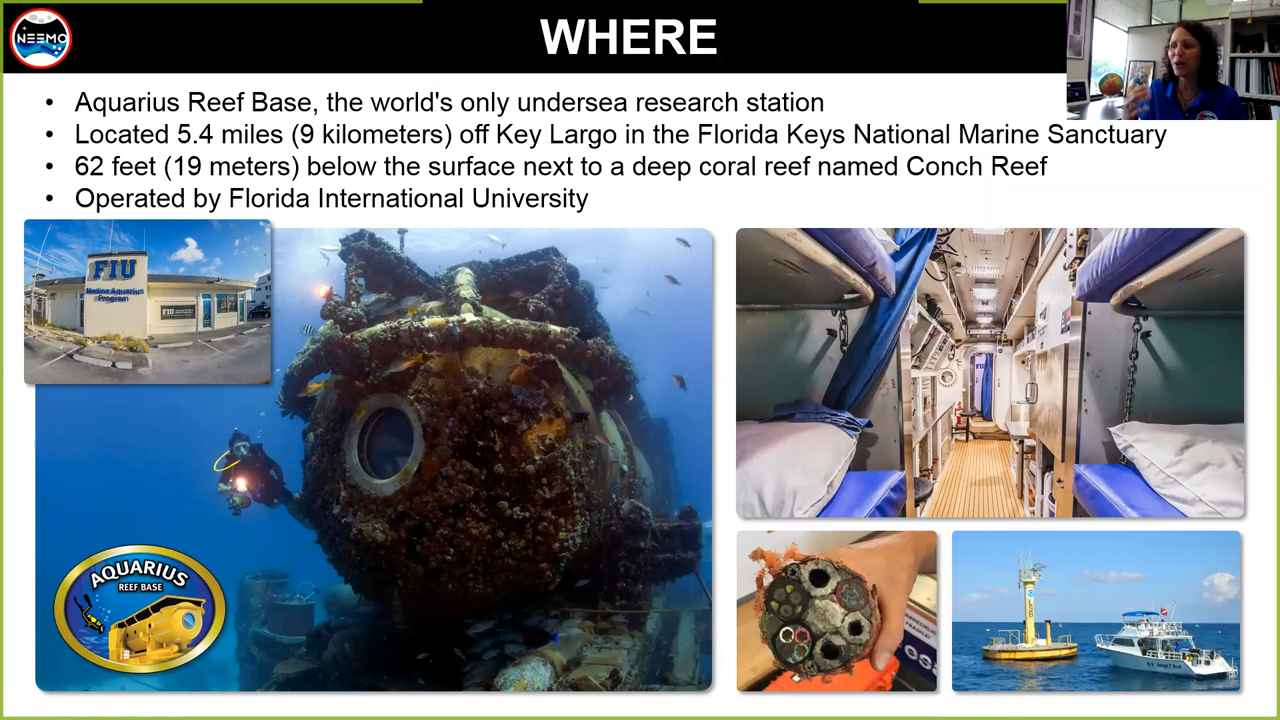 NEEMO
WHERE
• Aquarius Reef Base, the world's only undersea research station
• Located 5.4 miles (9 kilometers) off Key Largo in the Florida Keys National Marine Sanctuary
• 62 feet (19 meters) below the surface next to a deep coral reef named Conch Reef
• Operated by Florida International University
FIU
Medina Aquarius
Program
FIU
FIU
AQUARIUS
REEF BASE